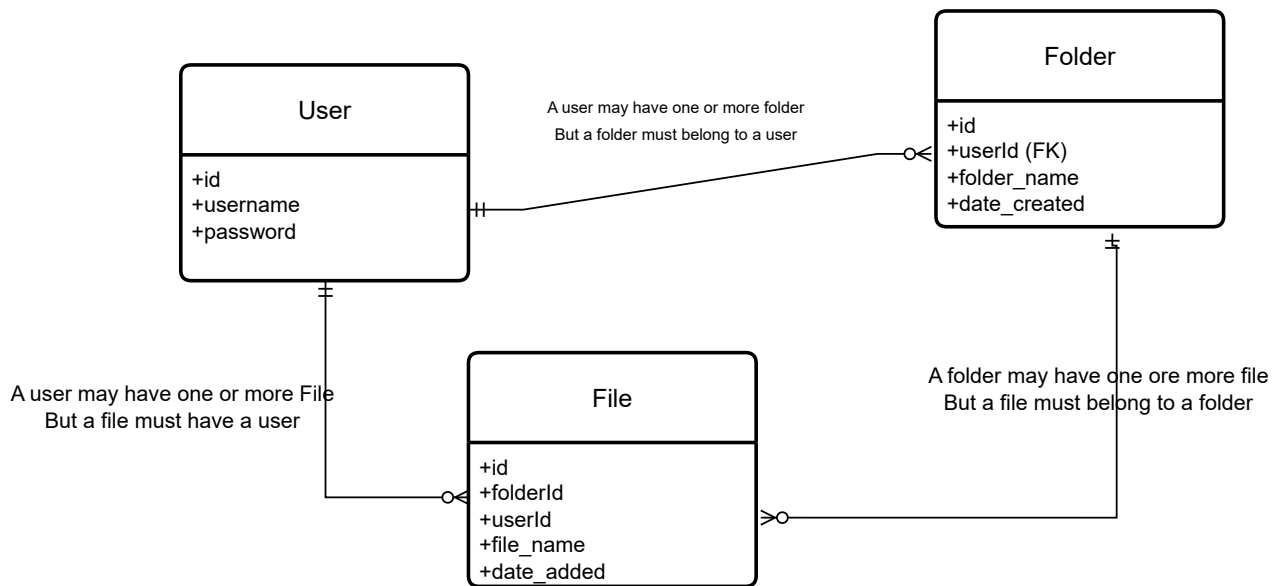 User
+id
+username
+password
A user may have one or more folder
But a folder must belong to a user
Folder
+id
+userId (FK)
+folder_name
+date_created
A user may have one or more File
But a file must have a user
File
+id
+folderId
+userId
+file_name
+date_added
A folder may have one ore more file
But a file must belong to a folder